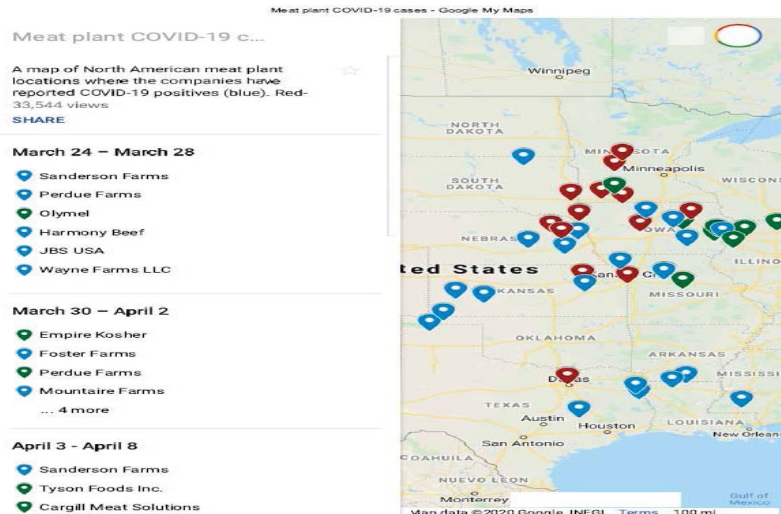 Meat plant COVID-19 cases - Google My Maps
Meat plant COVID-19 c...
A map of North American meat plant
locations where the companies have
reported COVID-19 positives (blue). Red-
33,544 views
SHARE
March 24 – March 28
Sanderson Farms
Perdue Farms
Olymel
Harmony Beef
JBS USA
Wayne Farms LLC
March 30 – April 2
Empire Kosher
Foster Farms
Perdue Farms
Mountaire Farms
... 4 more
April 3 - April 8
Sanderson Farms
Tyson Foods Inc.
Cargill Meat Solutions
Winnipeg
NORTH
DAKOTA
Minneapolis
SOUTH
DAKOTA
WISCON
NEBRAS
OWA
ILLINO
ted States
KANSAS
MISSOURI
OKLAHOMA
ARKANSAS
MISSISSI
TEXAS
Austin
Houston
LOUISIANA
New Orlean
San Antonio
COAHUILA
NUEVO LEON
Monterrey
Gulf of
Mexico
Map data ©2020 Google, INEGI Terms 100 mi